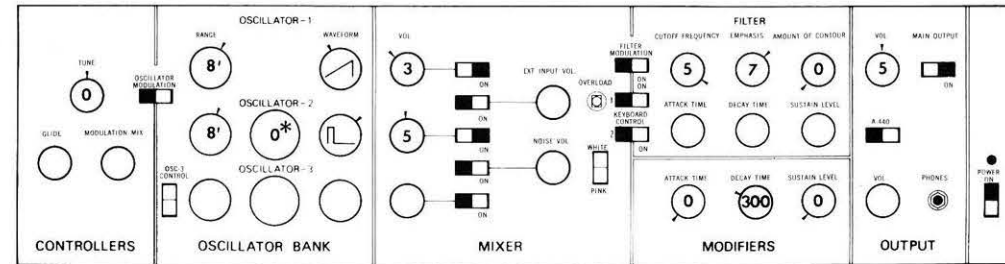 OSCILLATOR-1
RANGE
WAVEFORM
8'
TUNE
0
OSCILLATOR MODULATION
OSCILLATOR-2
8'
0*
GLIDE
MODULATION MIX
OSCILLATOR-3
OSC-3 CONTROL
CONTROLLERS
OSCILLATOR BANK
VOL
3
ON
EXT INPUT VOL.
OVERLOAD
ON
5
ON
NOISE VOL
WHITE
PINK
ON
ON
MIXER
FILTER
FILTER MODULATION
ON
ON
1
KEYBOARD CONTROL
2
ON
CUTOFF FREQUENCY
EMPHASIS
AMOUNT OF CONTOUR
5
7
0
ATTACK TIME
DECAY TIME
SUSTAIN LEVEL
ATTACK TIME
DECAY TIME
SUSTAIN LEVEL
0
300
0
MODIFIERS
VOL
MAIN OUTPUT
5
ON
A-440
VOL
PHONES
OUTPUT
POWER
ON